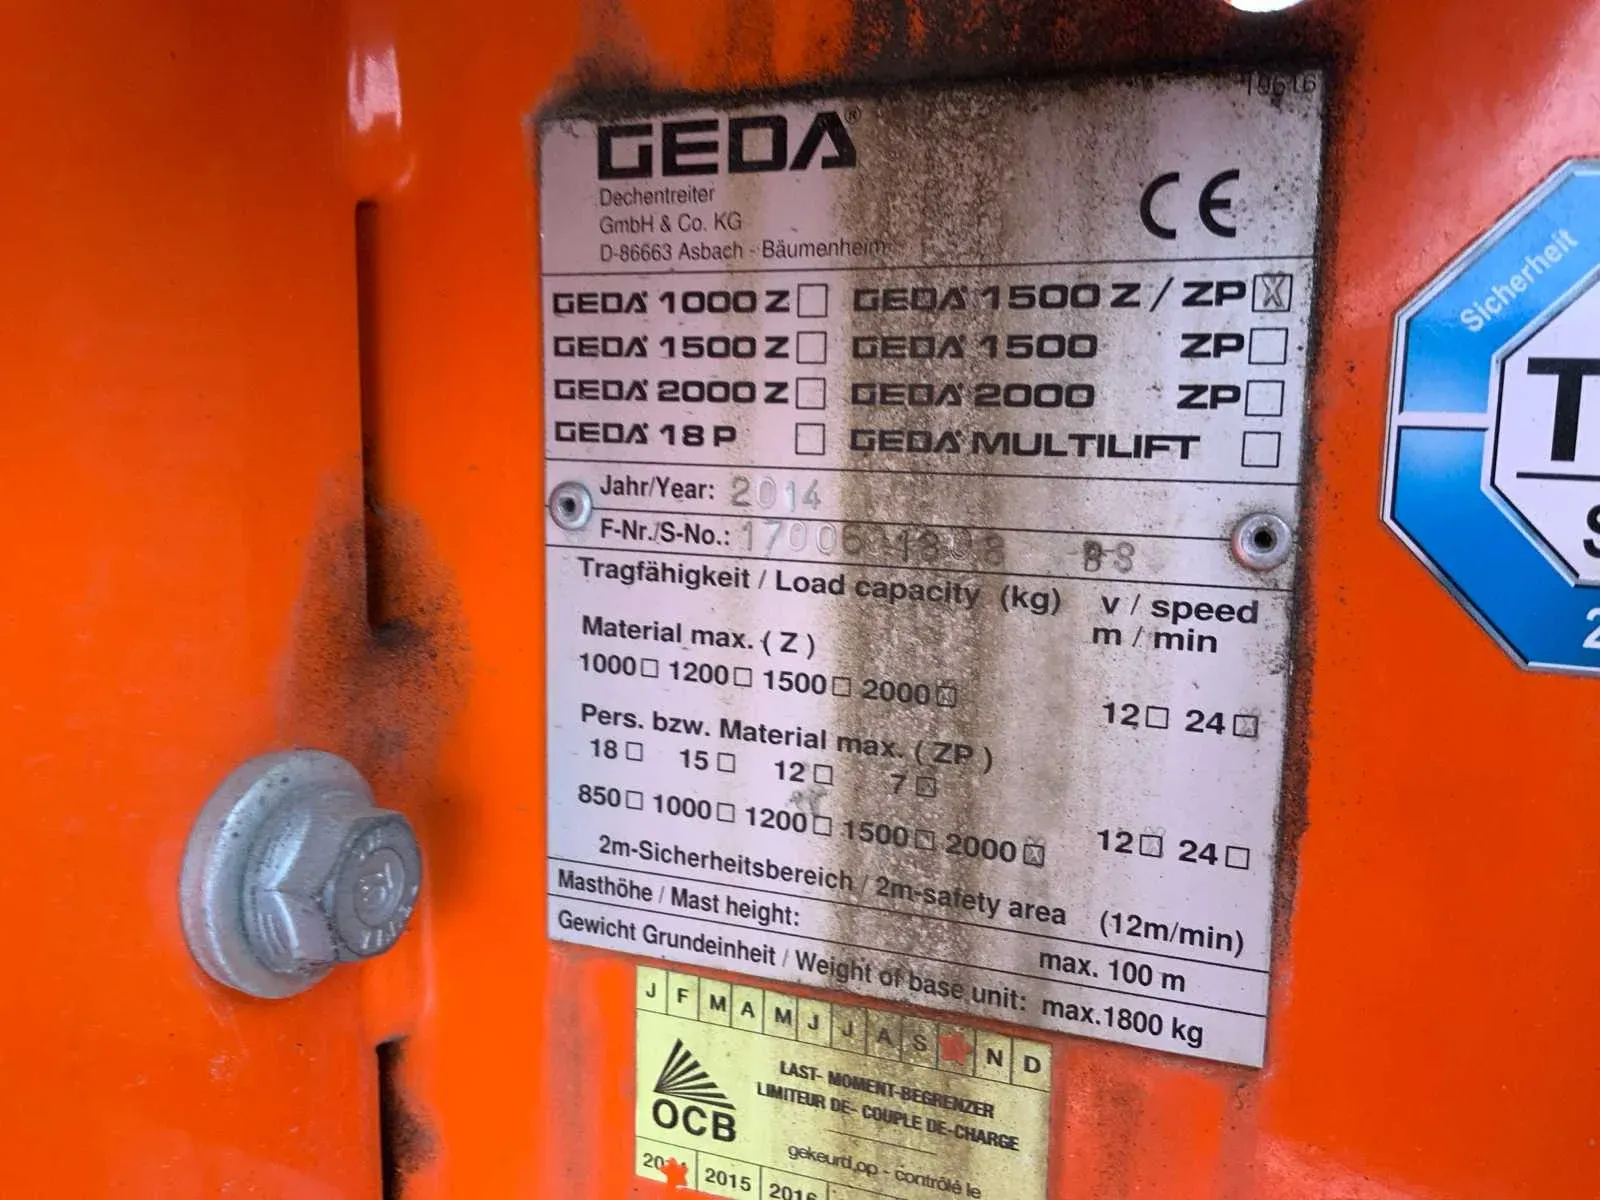 19616
GEDA®
Dechentreiter
GmbH & Co. KG
D-86663 Asbach - Bäumenheim
CE
GEDA 1000 Z ☐ GEDA 1500 Z / ZP ☒
GEDA 1500 Z ☐ GEDA 1500 ZP ☐
GEDA 2000 Z ☐ GEDA 2000 ZP ☐
GEDA 18 P ☐ GEDA MULTILIFT ☐
Jahr/Year: 2014
F-Nr./S-No.: BS
Tragfähigkeit / Load capacity (kg) v / speed
m / min
Material max. ( Z )
1000 ☐ 1200 ☐ 1500 ☐ 2000 ☒ 12 ☐ 24 ☒
Pers. bzw. Material max. ( ZP )
18 ☐ 15 ☐ 12 ☐ 7 ☒
850 ☐ 1000 ☐ 1200 ☐ 1500 ☐ 2000 ☒ 12 ☒ 24 ☐
2m-Sicherheitsbereich / 2m-safety area (12m/min)
Masthöhe / Mast height: max. 100 m
Gewicht Grundeinheit / Weight of base unit: max.1800 kg
Sicherheit
J F M A M J J A S N D
OCB
LAST- MOMENT-BEGRENZER
LIMITEUR DE- COUPLE DE-CHARGE
gekeurd op - contrôlé le
2015 2016